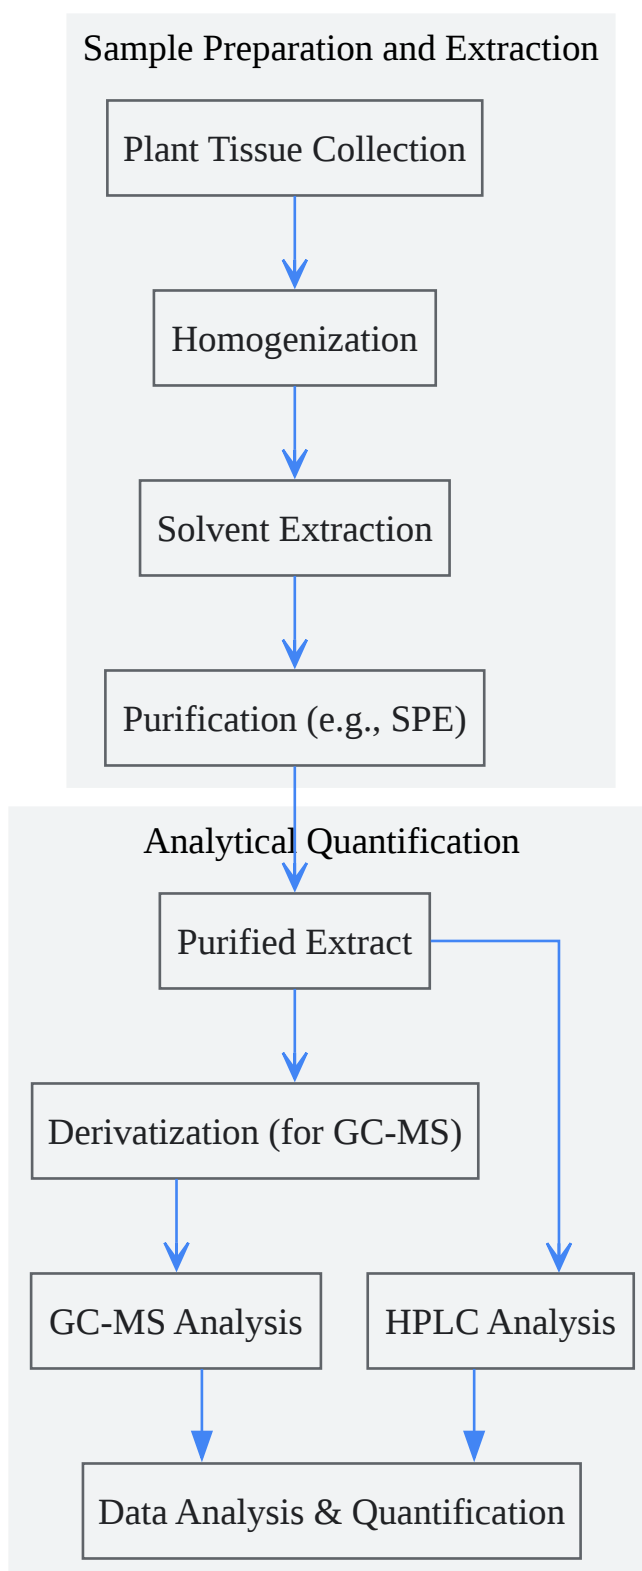 Sample Preparation and Extraction
Plant Tissue Collection
Homogenization
Solvent Extraction
Purification (e.g., SPE)
Analytical Quantification
Purified Extract
Derivatization (for GC-MS)
GC-MS Analysis
HPLC Analysis
Data Analysis & Quantification